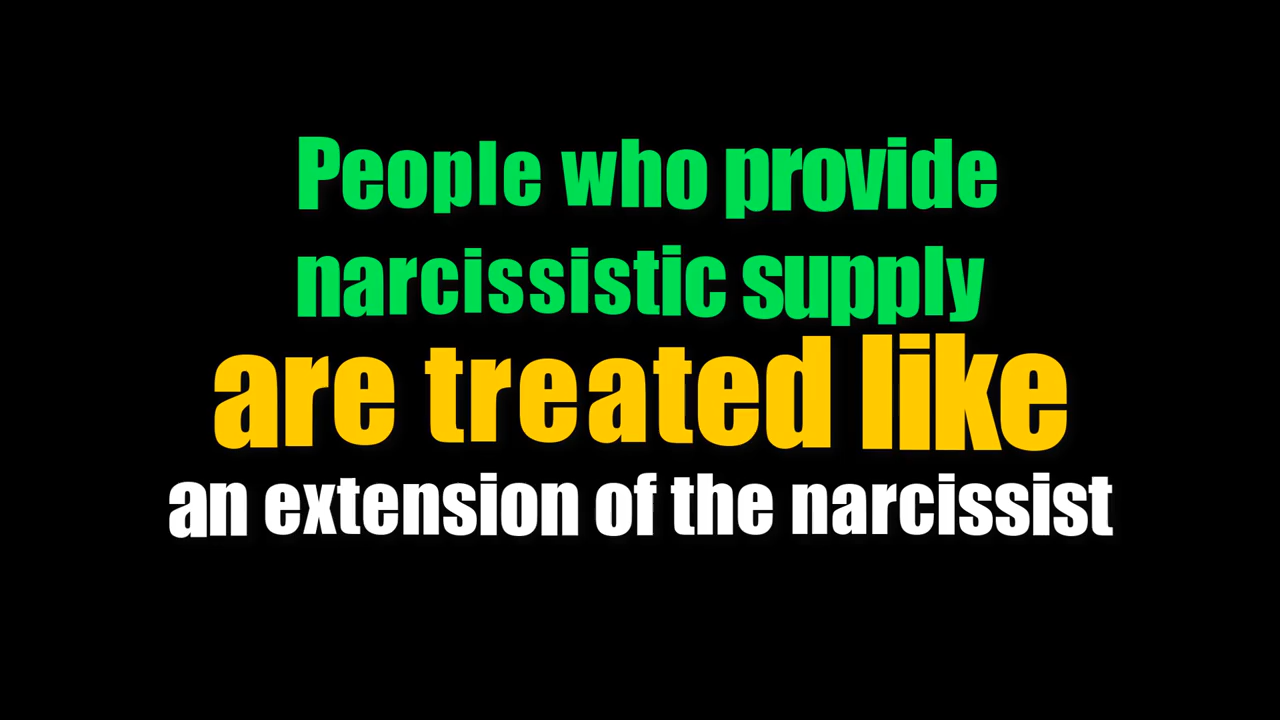 People who provide
narcissistic supply
are treated like
an extension of the narcissist